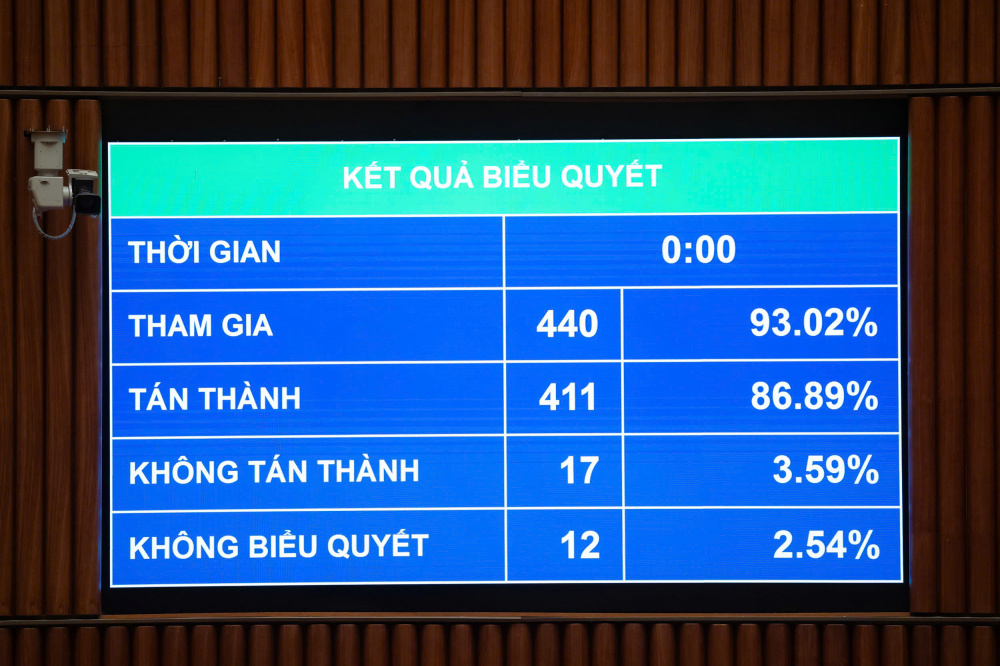 KẾT QUẢ BIỂU QUYẾT
THỜI GIAN 0:00
THAM GIA 440 93.02%
TÁN THÀNH 411 86.89%
KHÔNG TÁN THÀNH 17 3.59%
KHÔNG BIỂU QUYẾT 12 2.54%